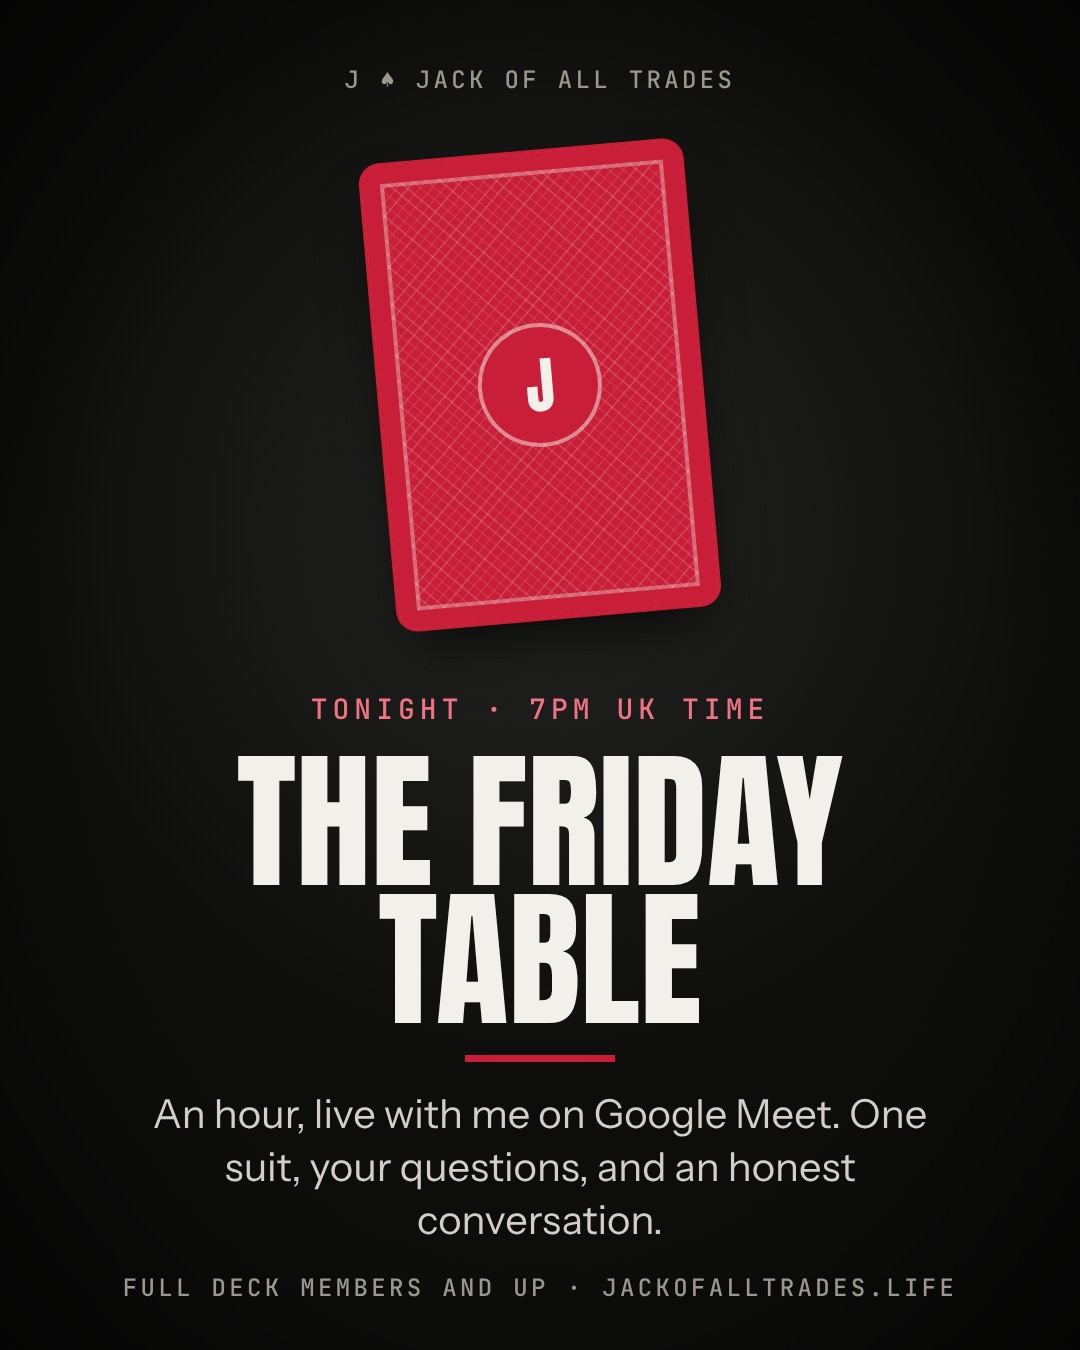 J ♠ JACK OF ALL TRADES
J
TONIGHT · 7PM UK TIME
THE FRIDAY
TABLE
An hour, live with me on Google Meet. One
suit, your questions, and an honest
conversation.
FULL DECK MEMBERS AND UP · JACKOFALLTRADES.LIFE